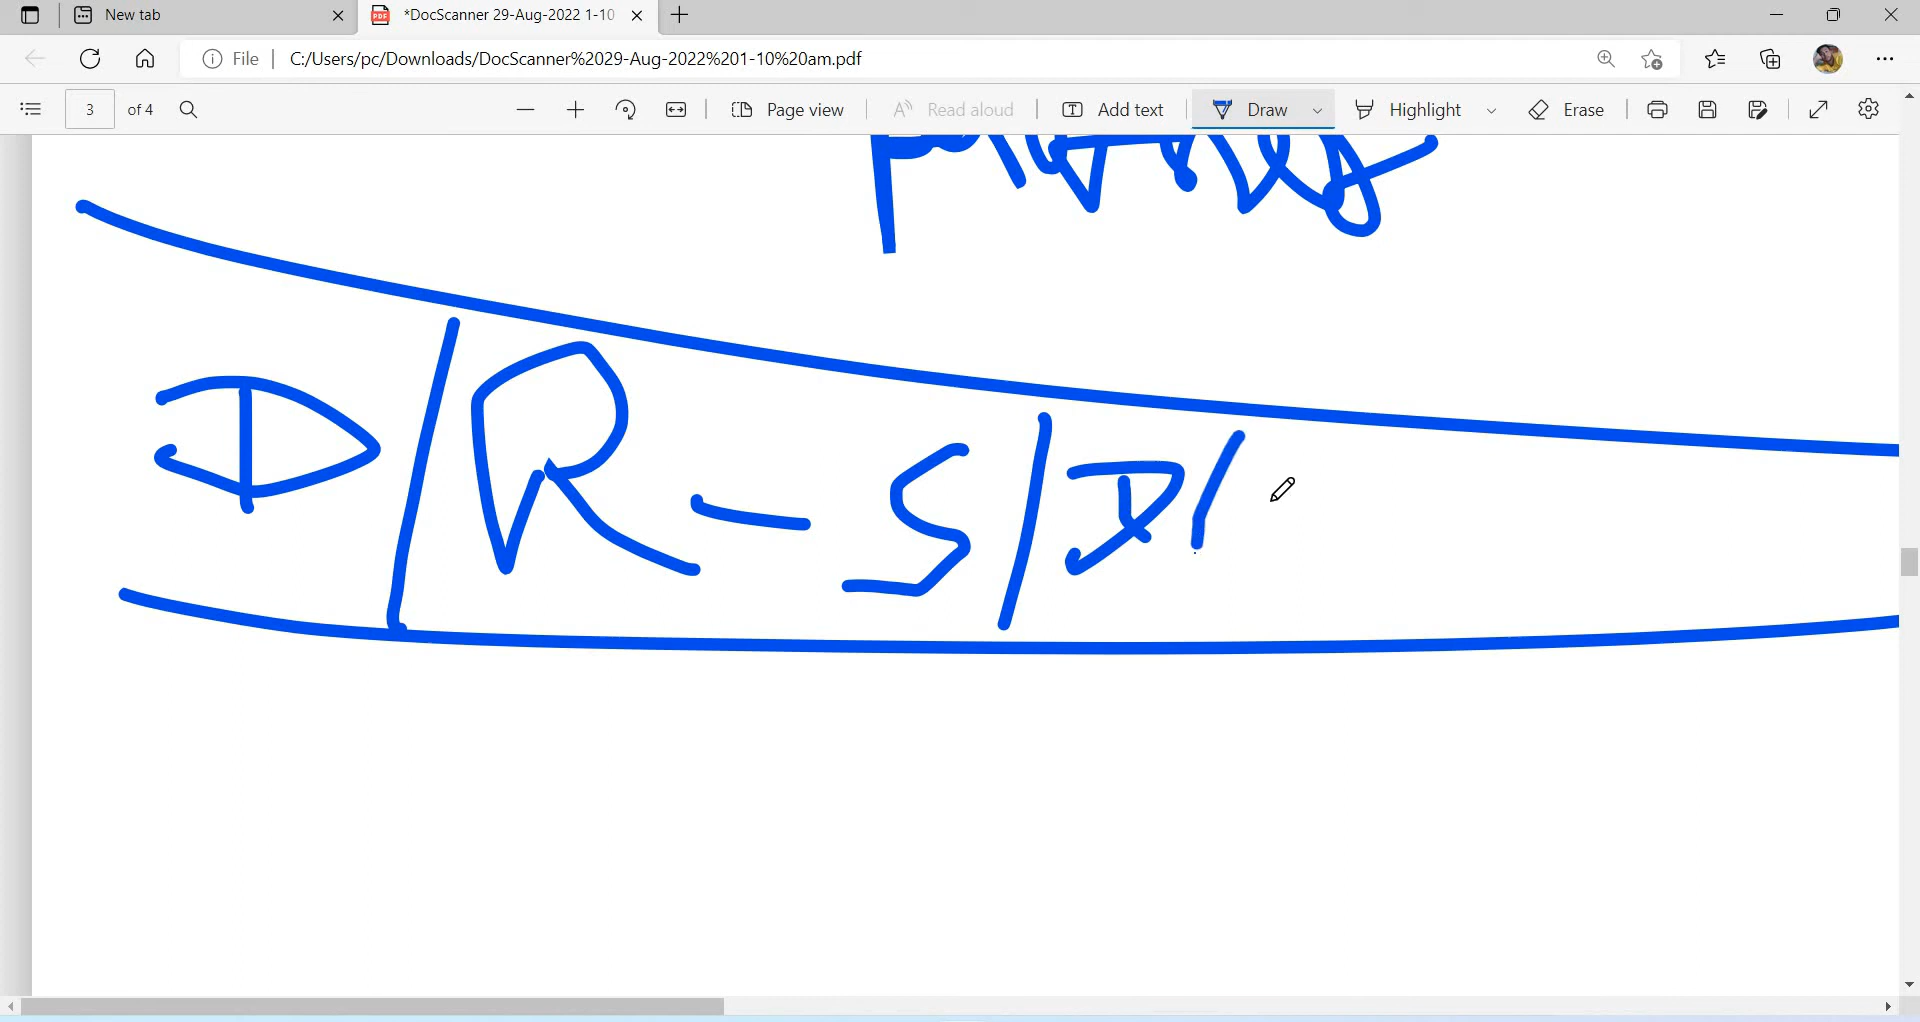 New tab
*DocScanner 29-Aug-2022 1-10
File
C:/Users/pc/Downloads/DocScanner%2029-Aug-2022%201-10%20am.pdf
3 of 4
Page view
Read aloud
Add text
Draw
Highlight
Erase
D/R-S/D/